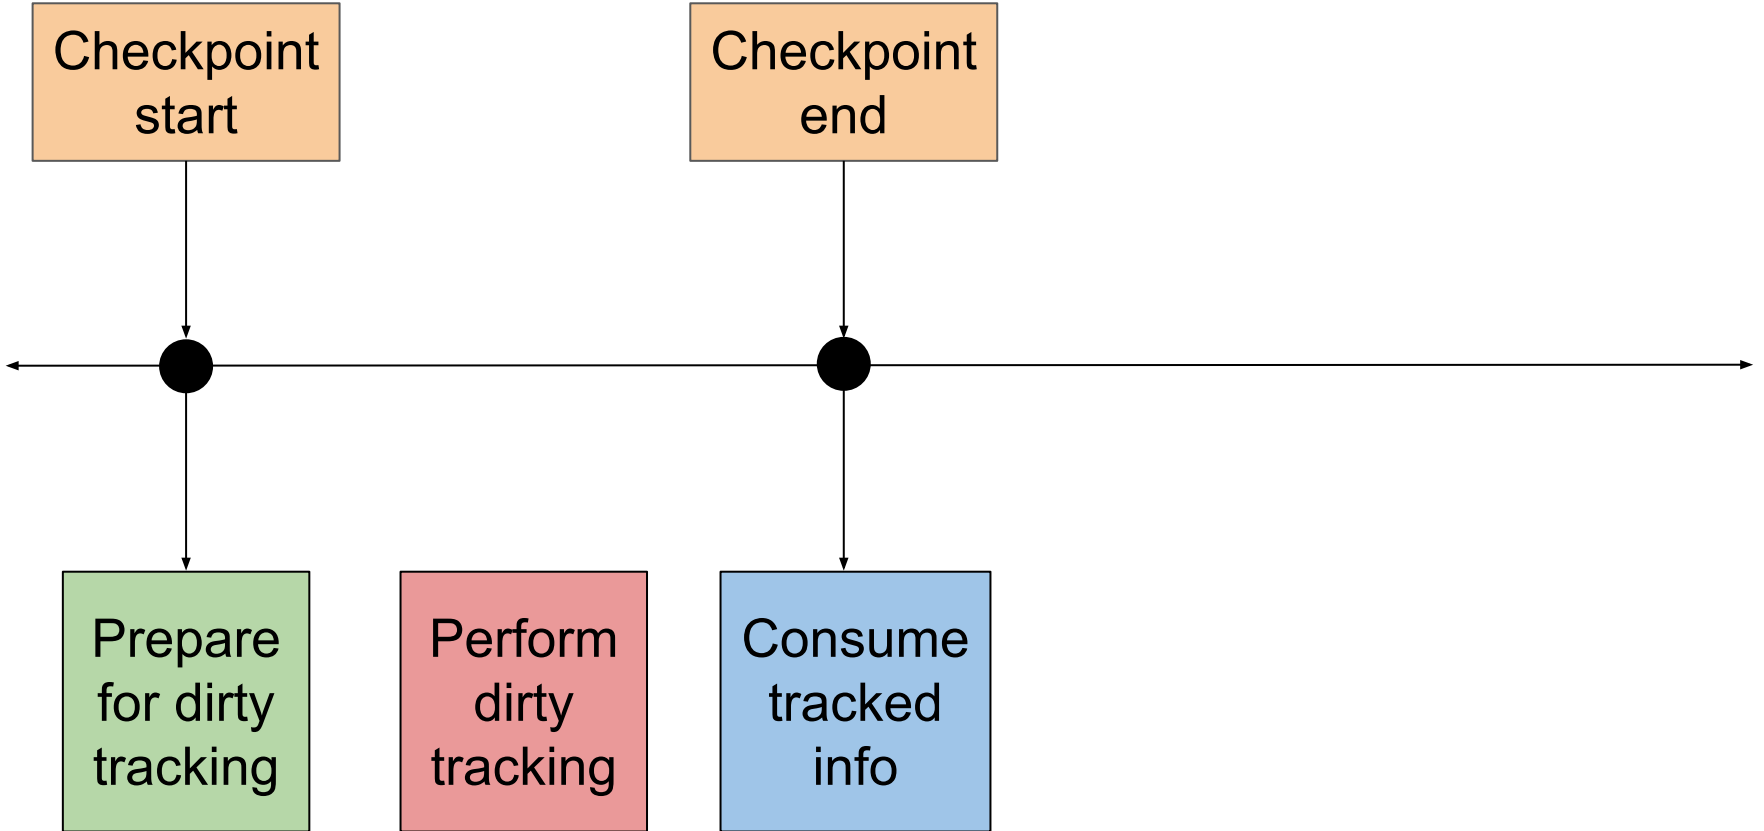 Checkpoint
start
Checkpoint
end
Prepare
for dirty
tracking
Perform
dirty
tracking
Consume
tracked
info